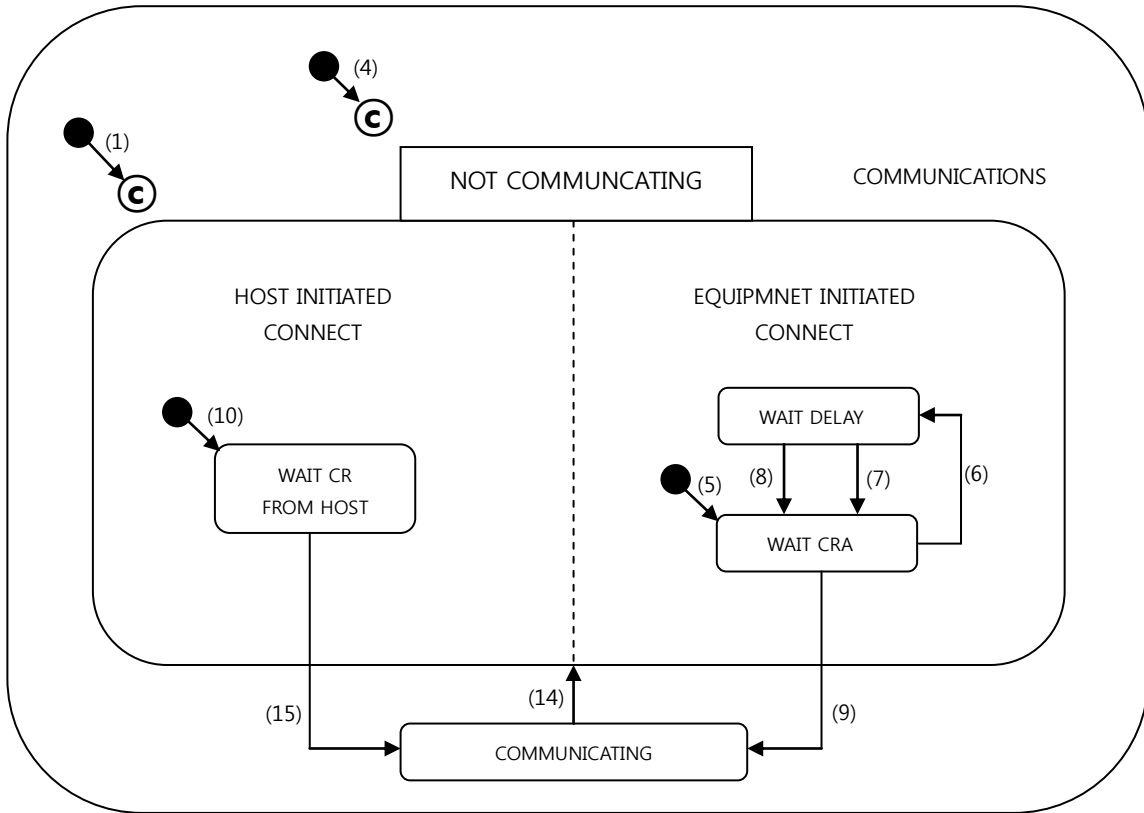 (4)
(1)
C
C
NOT COMMUNCATING
COMMUNICATIONS
HOST INITIATED
CONNECT
EQUIPMNET INITIATED
CONNECT
(10)
WAIT CR
FROM HOST
WAIT DELAY
(8)
(7)
(6)
(5)
WAIT CRA
(15)
(14)
(9)
COMMUNICATING